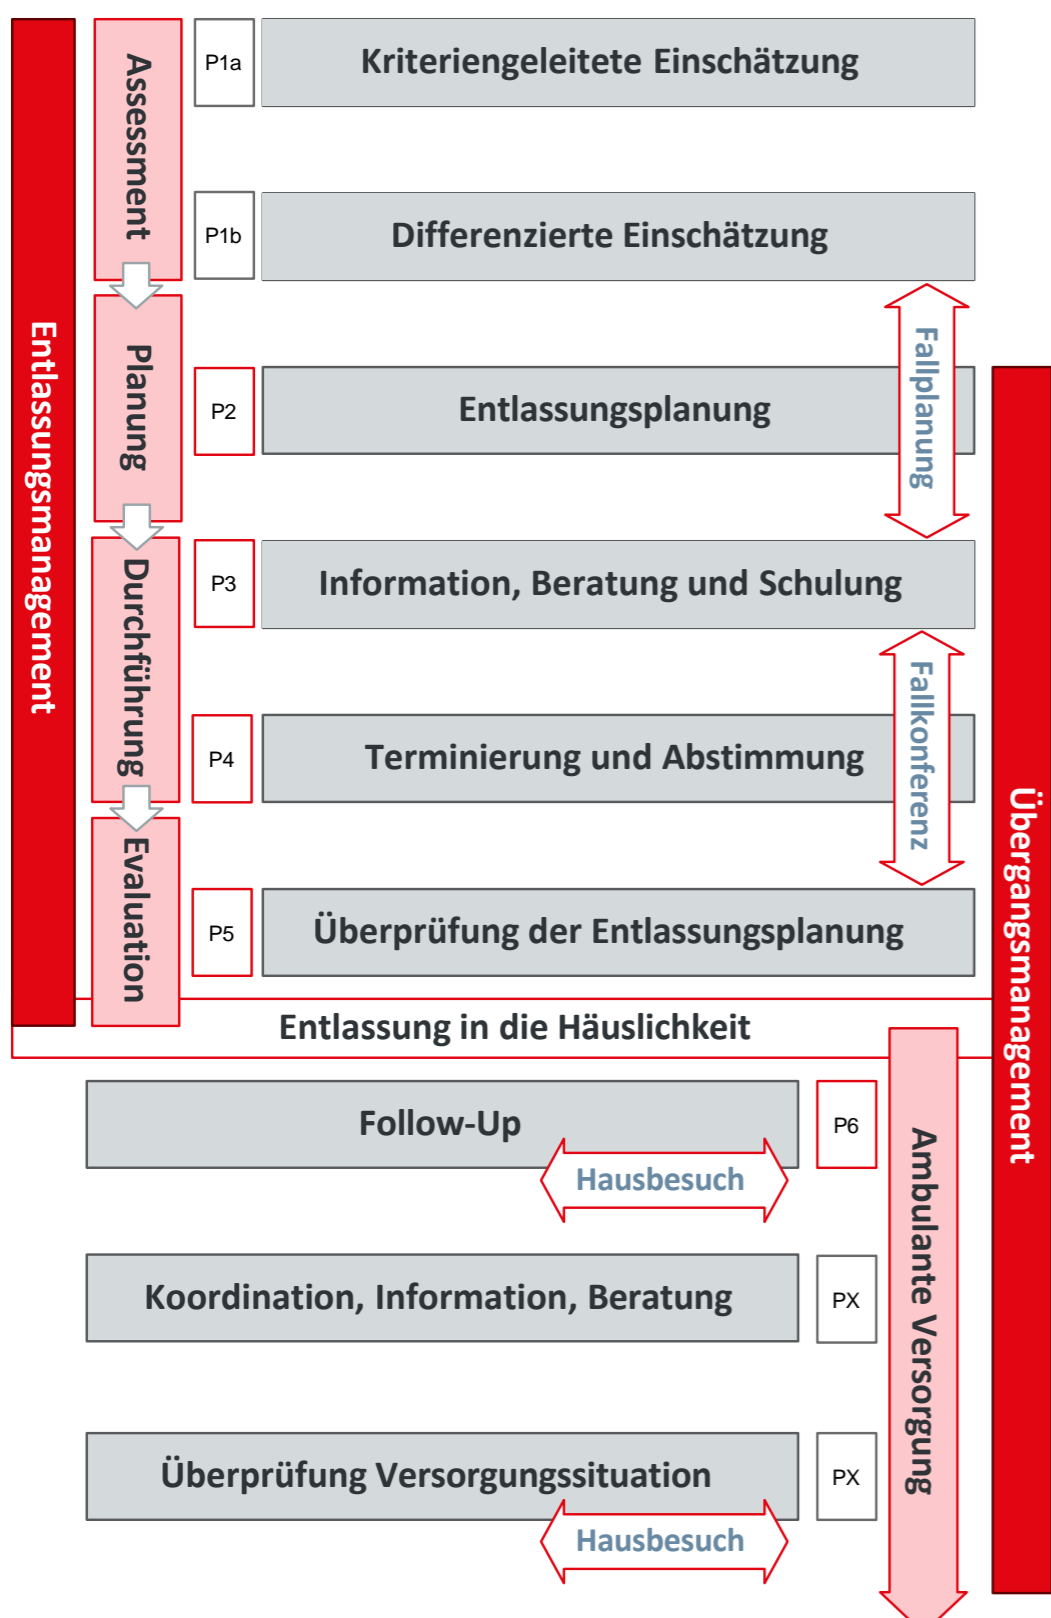 Entlassungsmanagement
Assessment
P1a
Kriteriengeleitete Einschätzung
P1b
Differenzierte Einschätzung
Planung
Fallplanung
P2
Entlassungsplanung
Übergangsmanagement
Durchführung
P3
Information, Beratung und Schulung
Fallkonferenz
P4
Terminierung und Abstimmung
Evaluation
P5
Überprüfung der Entlassungsplanung
Entlassung in die Häuslichkeit
Ambulante Versorgung
Follow-Up
P6
Hausbesuch
Koordination, Information, Beratung
PX
Überprüfung Versorgungssituation
PX
Hausbesuch